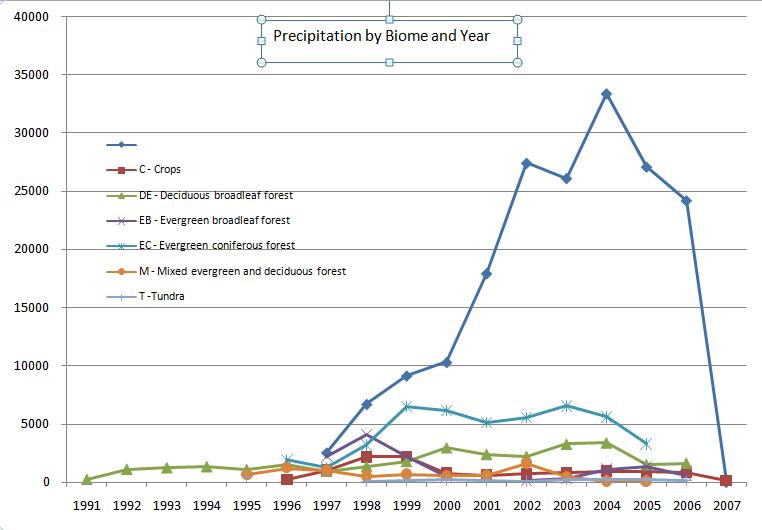 Precipitation by Biome and Year
40000
35000
30000
25000
20000
15000
10000
5000
0
C - Crops
DE - Deciduous broadleaf forest
EB - Evergreen broadleaf forest
EC - Evergreen coniferous forest
M - Mixed evergreen and deciduous forest
T -Tundra
1991 1992 1993 1994 1995 1996 1997 1998 1999 2000 2001 2002 2003 2004 2005 2006 2007